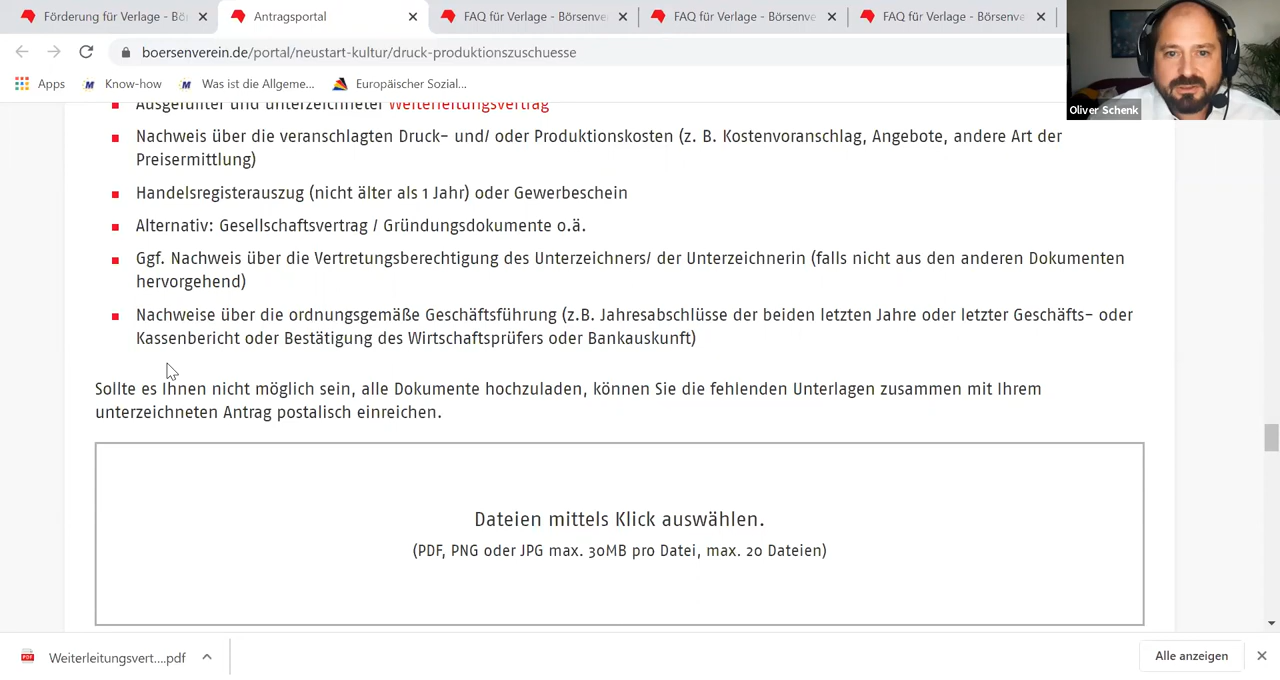 Förderung für Verlage - Bör
Antragsportal
FAQ für Verlage - Börsenve
FAQ für Verlage - Börsenve
FAQ für Verlage - Börsenve
boersenverein.de/portal/neustart-kultur/druck-produktionszuschuesse
Apps
Know-how
Was ist die Allgeme...
Europäischer Sozial...
Oliver Schenk
Ausgefüllter und unterzeichneter Weiterleitungsvertrag
Nachweis über die veranschlagten Druck- und/ oder Produktionskosten (z. B. Kostenvoranschlag, Angebote, andere Art der
Preisermittlung)
Handelsregisterauszug (nicht älter als 1 Jahr) oder Gewerbeschein
Alternativ: Gesellschaftsvertrag / Gründungsdokumente o.ä.
Ggf. Nachweis über die Vertretungsberechtigung des Unterzeichners/ der Unterzeichnerin (falls nicht aus den anderen Dokumenten
hervorgehend)
Nachweise über die ordnungsgemäße Geschäftsführung (z.B. Jahresabschlüsse der beiden letzten Jahre oder letzter Geschäfts- oder
Kassenbericht oder Bestätigung des Wirtschaftsprüfers oder Bankauskunft)
Sollte es Ihnen nicht möglich sein, alle Dokumente hochzuladen, können Sie die fehlenden Unterlagen zusammen mit Ihrem
unterzeichneten Antrag postalisch einreichen.
Dateien mittels Klick auswählen.
(PDF, PNG oder JPG max. 30MB pro Datei, max. 20 Dateien)
Weiterleitungsvert....pdf
Alle anzeigen